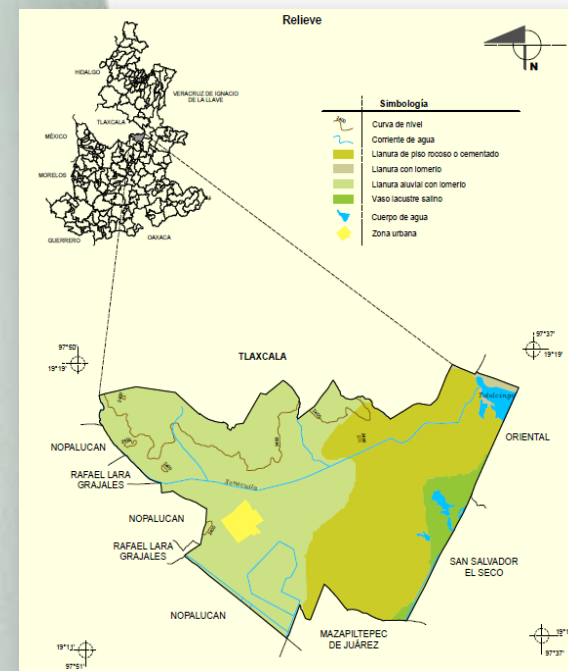 Relieve
N
HIDALGO
VERACRUZ DE IGNACIO
DE LA LLAVE
TLAXCALA
MÉXICO
MORELOS
GUERRERO
OAXACA
Simbología
Curva de nivel
Corriente de agua
Llanura de piso rocoso o cementado
Llanura con lomerio
Llanura aluvial con lomerio
Vaso lacustre salino
Cuerpo de agua
Zona urbana
97°50'
19°19'
TLAXCALA
97°37'
19°19'
NOPALUCAN
RAFAEL LARA
GRAJALES
NOPALUCAN
RAFAEL LARA
GRAJALES
NOPALUCAN
ORIENTAL
SAN SALVADOR
EL SECO
MAZAPILTEPEC
DE JUÁREZ
97°51'
97°37'